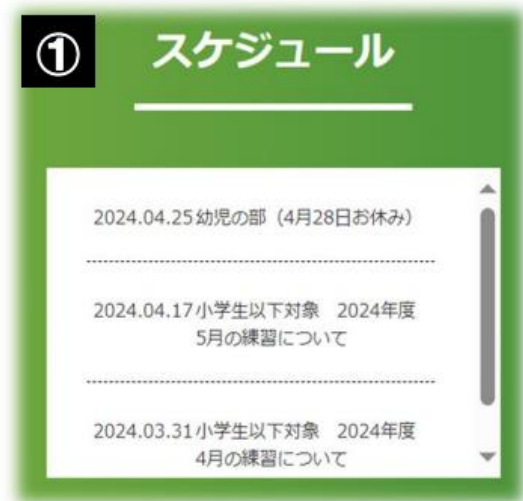 ①
スケジュール
2024.04.25 幼児の部（4月28日お休み）
2024.04.17 小学生以下対象　2024年度
5月の練習について
2024.03.31 小学生以下対象　2024年度
4月の練習について